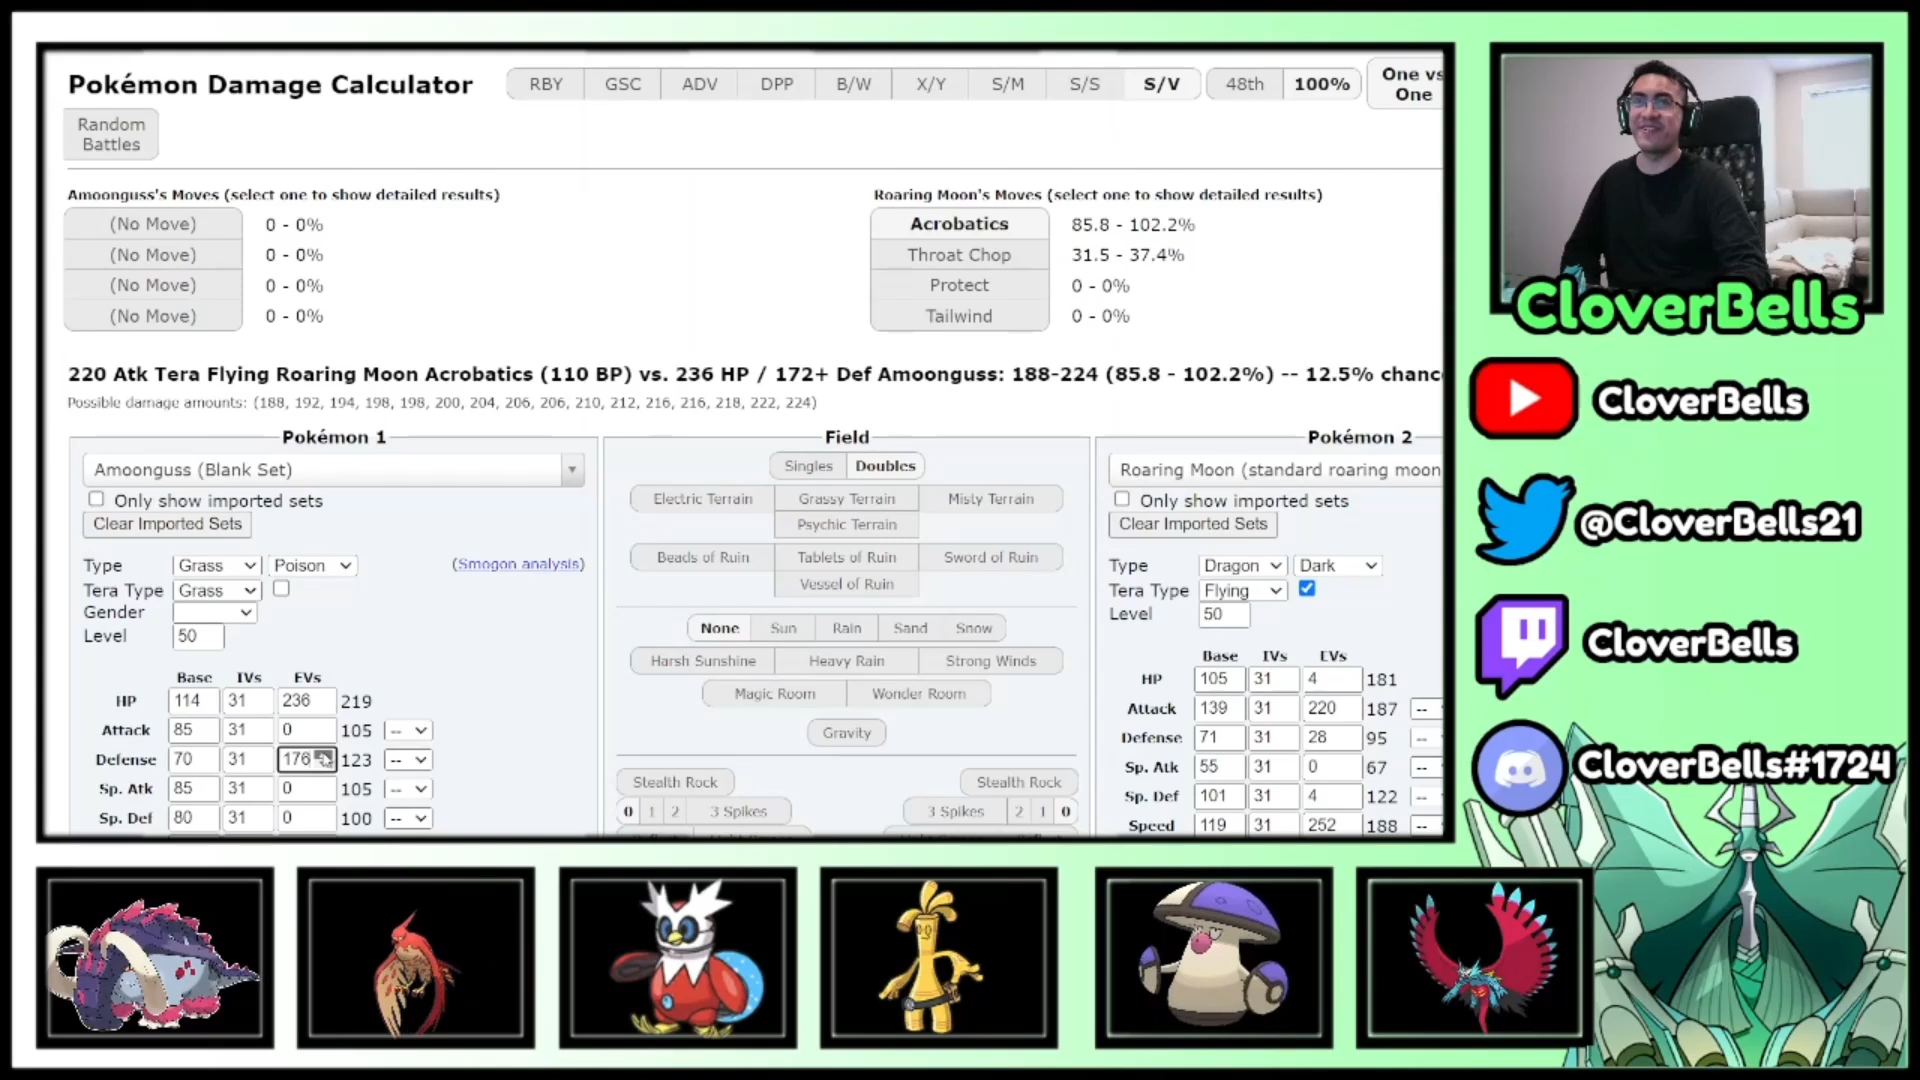 Pokémon Damage Calculator
RBY GSC ADV DPP B/W X/Y S/M S/S S/V 48th 100% One vs One
Random Battles
Amoonguss's Moves (select one to show detailed results)
(No Move) 0 - 0%
(No Move) 0 - 0%
(No Move) 0 - 0%
(No Move) 0 - 0%
Roaring Moon's Moves (select one to show detailed results)
Acrobatics 85.8 - 102.2%
Throat Chop 31.5 - 37.4%
Protect 0 - 0%
Tailwind 0 - 0%
220 Atk Tera Flying Roaring Moon Acrobatics (110 BP) vs. 236 HP / 172+ Def Amoonguss: 188-224 (85.8 - 102.2%) -- 12.5% chanc
Possible damage amounts: (188, 192, 194, 198, 198, 200, 204, 206, 206, 210, 212, 216, 216, 218, 222, 224)
Pokémon 1
Amoonguss (Blank Set)
Only show imported sets
Clear Imported Sets
Type Grass Poison (Smogon analysis)
Tera Type Grass
Gender
Level 50
Base IVs EVs
HP 114 31 236 219
Attack 85 31 0 105 --
Defense 70 31 176 123 --
Sp. Atk 85 31 0 105 --
Sp. Def 80 31 0 100 --
Field
Singles Doubles
Electric Terrain Grassy Terrain Misty Terrain
Psychic Terrain
Beads of Ruin Tablets of Ruin Sword of Ruin
Vessel of Ruin
None Sun Rain Sand Snow
Harsh Sunshine Heavy Rain Strong Winds
Magic Room Wonder Room
Gravity
Stealth Rock Stealth Rock
0 1 2 3 Spikes 3 Spikes 2 1 0
Pokémon 2
Roaring Moon (standard roaring moon
Only show imported sets
Clear Imported Sets
Type Dragon Dark
Tera Type Flying
Level 50
Base IVs EVs
HP 105 31 4 181
Attack 139 31 220 187 --
Defense 71 31 28 95 --
Sp. Atk 55 31 0 67 --
Sp. Def 101 31 4 122 --
Speed 119 31 252 188 --
CloverBells
CloverBells
@CloverBells21
CloverBells
CloverBells#1724